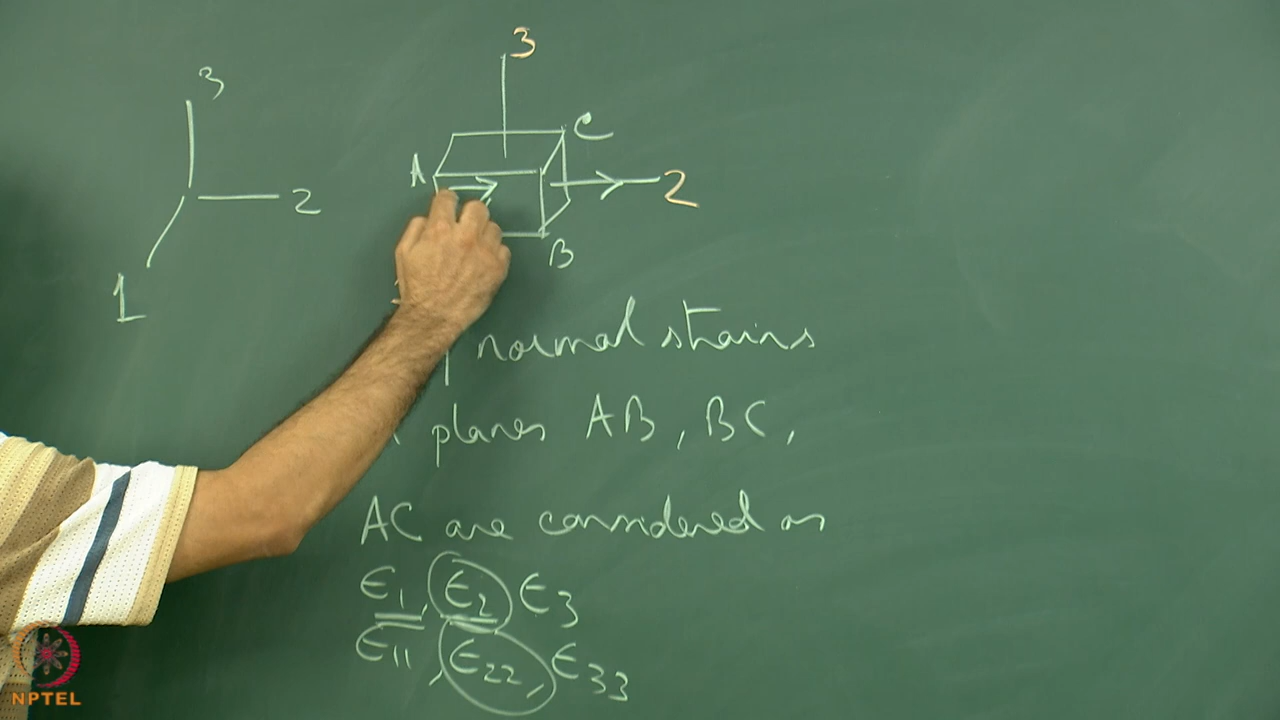 3
3
2
1
A
C
2
B
normal strains
planes AB, BC,
AC are considered as
ϵ1, ϵ2 ϵ3
ϵ11, ϵ22, ϵ33
NPTEL